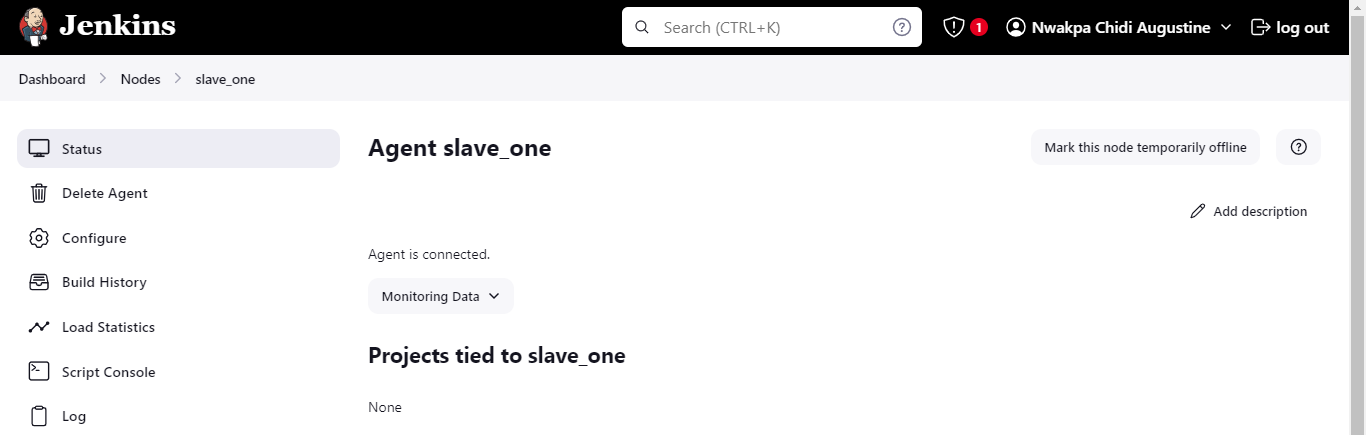 Jenkins
Search (CTRL+K)
1
Nwakpa Chidi Augustine
log out
Dashboard
Nodes
slave_one
Status
Delete Agent
Configure
Build History
Load Statistics
Script Console
Log
Agent slave_one
Mark this node temporarily offline
Add description
Agent is connected.
Monitoring Data
Projects tied to slave_one
None